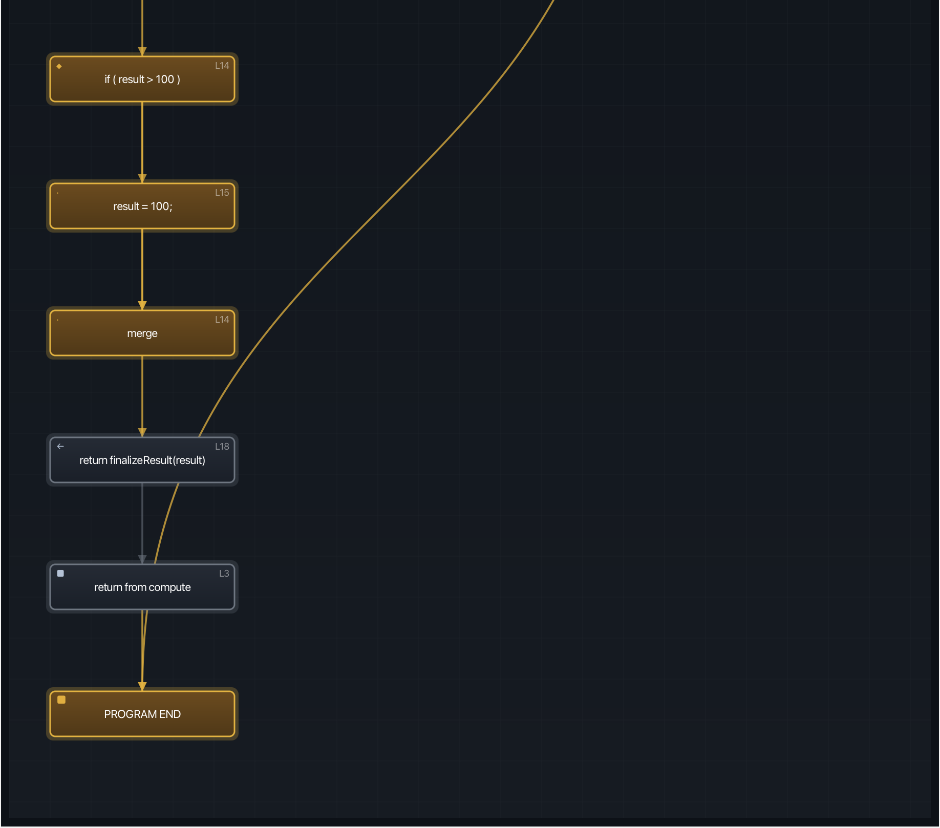 L14
if ( result > 100 )
L15
result = 100;
L14
merge
L18
return finalizeResult(result)
L3
return from compute
PROGRAM END